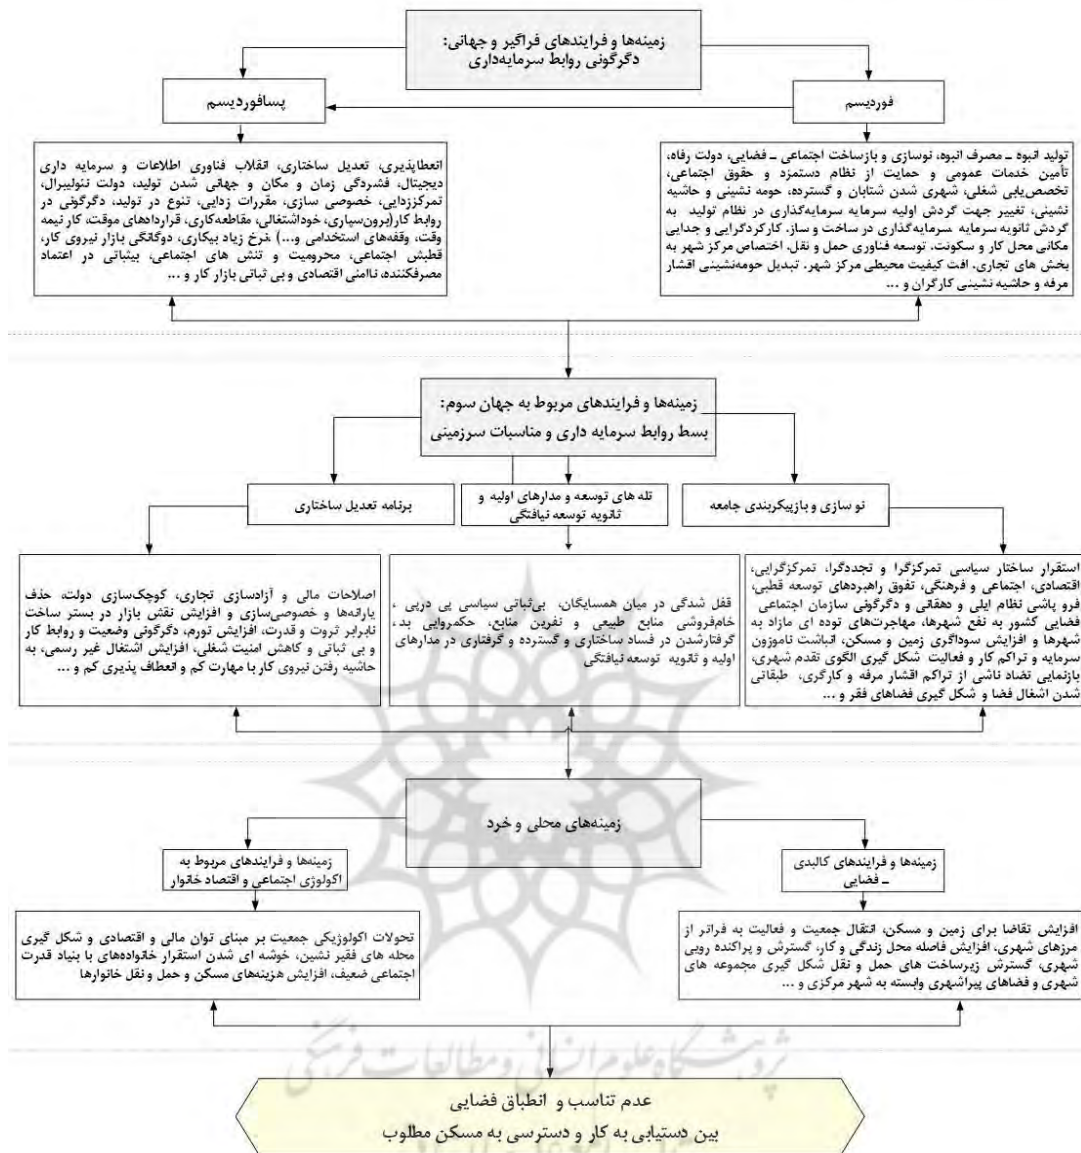 زمینه‌ها و فرایندهای فراگیر و جهانی:
دگرگونی روابط سرمایه‌داری
فوردیسم
پسافوردیسم
تولید انبوه ـ مصرف انبوه، نوسازی و بازساخت اجتماعی ـ فضایی، دولت رفاه،
تأمین خدمات عمومی و حمایت از نظام دستمزد و حقوق اجتماعی،
تخصص‌یابی شغلی، شهری شدن شتابان و گسترده، حومه نشینی و حاشیه
نشینی، تغییر جهت گردش اولیه سرمایه سرمایه‌گذاری در نظام تولید به
گردش ثانویه سرمایه سرمایه‌گذاری در ساخت و ساز. کارکردگرایی و جدایی
مکانی محل کار و سکونت. توسعه فناوری حمل و نقل. اختصاص مرکز شهر به
بخش های تجاری. افت کیفیت محیطی مرکز شهر. تبدیل حومه‌نشینی اقشار
مرفه و حاشیه نشینی کارگران و ...
انعطاپذیری، تعدیل ساختاری، انقلاب فناوری اطلاعات و سرمایه داری
دیجیتال، فشردگی زمان و مکان و جهانی شدن تولید، دولت نئولیبرال،
تمرکززدایی، خصوصی سازی، مقررات زدایی، تنوع در تولید، دگرگونی در
روابط کار(برون‌سپاری، خوداشتغالی، مقاطعه‌کاری، قراردادهای موقت، کار نیمه
وقت، وقفه‌های استخدامی و...) ،نرخ زیاد بیکاری، دوگانگی بازار نیروی کار،
قطبش اجتماعی، محرومیت و تنش های اجتماعی، بیثباتی در اعتماد
مصرفکننده، ناامنی اقتصادی و بی ثباتی بازار کار و ...
زمینه‌ها و فرایندهای مربوط به جهان سوم:
بسط روابط سرمایه داری و مناسبات سرزمینی
نو سازی و بازپیکربندی جامعه
تله های توسعه و مدارهای اولیه و
ثانویه توسعه نیافتگی
برنامه تعدیل ساختاری
استقرار ساختار سیاسی تمرکزگرا و تجددگرا، تمرکزگرایی،
اقتصادی، اجتماعی و فرهنگی، تفوق راهبردهای توسعه قطبی،
فرو پاشی نظام ایلی و دهقانی و دگرگونی سازمان اجتماعی
فضایی کشور به نفع شهرها، مهاجرت‌های توده ای مازاد به
شهرها و افزایش سوداگری زمین و مسکن، انباشت ناموزون
سرمایه و تراکم کار و فعالیت شکل گیری الگوی تقدم شهری،
بازنمایی تضاد ناشی از تراکم اقشار مرفه و کارگری، طبقاتی
شدن اشغال فضا و شکل گیری فضاهای فقر و ...
قفل شدگی در میان همسایگان، بی‌ثباتی سیاسی پی درپی ،
خام‌فروشی منابع طبیعی و نفرین منابع، حکمروایی بد،
گرفتارشدن در فساد ساختاری و گسترده و گرفتاری در مدارهای
اولیه و ثانویه توسعه نیافتگی
اصلاحات مالی و آزادسازی تجاری، کوچک‌سازی دولت، حذف
یارانه‌ها و خصوصی‌سازی و افزایش نقش بازار در بستر ساخت
نابرابر ثروت و قدرت، افزایش تورم، دگرگونی وضعیت و روابط کار
و بی ثباتی و کاهش امنیت شغلی، افزایش اشتغال غیر رسمی، به
حاشیه رفتن نیروی کار با مهارت کم و انعطاف پذیری کم و ...
زمینه‌های محلی و خرد
زمینه‌ها و فرایندهای کالبدی
ـ فضایی
زمینه‌ها و فرایندهای مربوط به
اکولوژی اجتماعی و اقتصاد خانوار
افزایش تقاضا برای زمین و مسکن، انتقال جمعیت و فعالیت به فراتر از
مرزهای شهری، افزایش فاصله محل زندگی و کار، گسترش و پراکنده رویی
شهری، گسترش زیرساخت های حمل و نقل شکل گیری مجموعه های
شهری و فضاهای پیراشهری وابسته به شهر مرکزی و ...
تحولات اکولوژیکی جمعیت بر مبنای توان مالی و اقتصادی و شکل گیری
محله های فقیر نشین، خوشه ای شدن استقرار خانواده‌های با بنیاد قدرت
اجتماعی ضعیف، افزایش هزینه‌های مسکن و حمل و نقل خانوارها
پژوهشگاه علوم انسانی و مطالعات فرهنگی
عدم تناسب و انطباق فضایی
بین دستیابی به کار و دسترسی به مسکن مطلوب